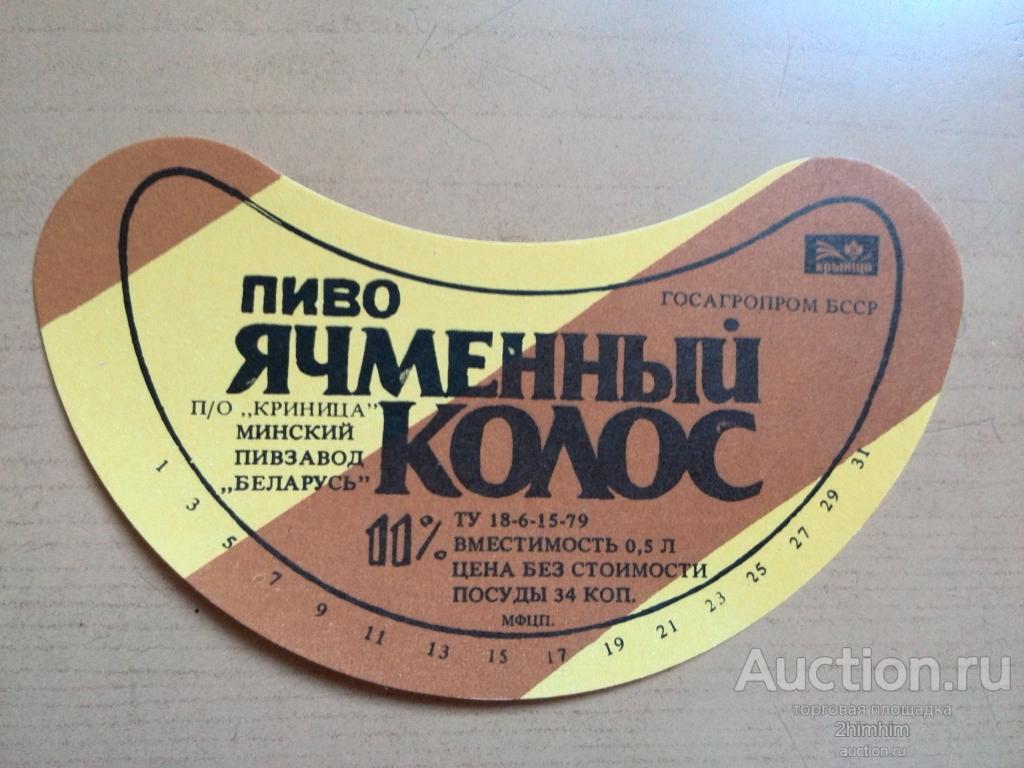 крыніца
ГОСАГРОПРОМ БССР
ПИВО
ЯЧМЕННЫЙ
КОЛОС
П/О „КРИНИЦА"
МИНСКИЙ
ПИВЗАВОД
„БЕЛАРУСЬ"
11%
ТУ 18-6-15-79
ВМЕСТИМОСТЬ 0,5 Л
ЦЕНА БЕЗ СТОИМОСТИ
ПОСУДЫ 34 КОП.
МФЦП.
1 3 5 7 9 11 13 15 17 19 21 23 25 27 29 31
Auction.ru
торговая площадка
2himhim
auction.ru